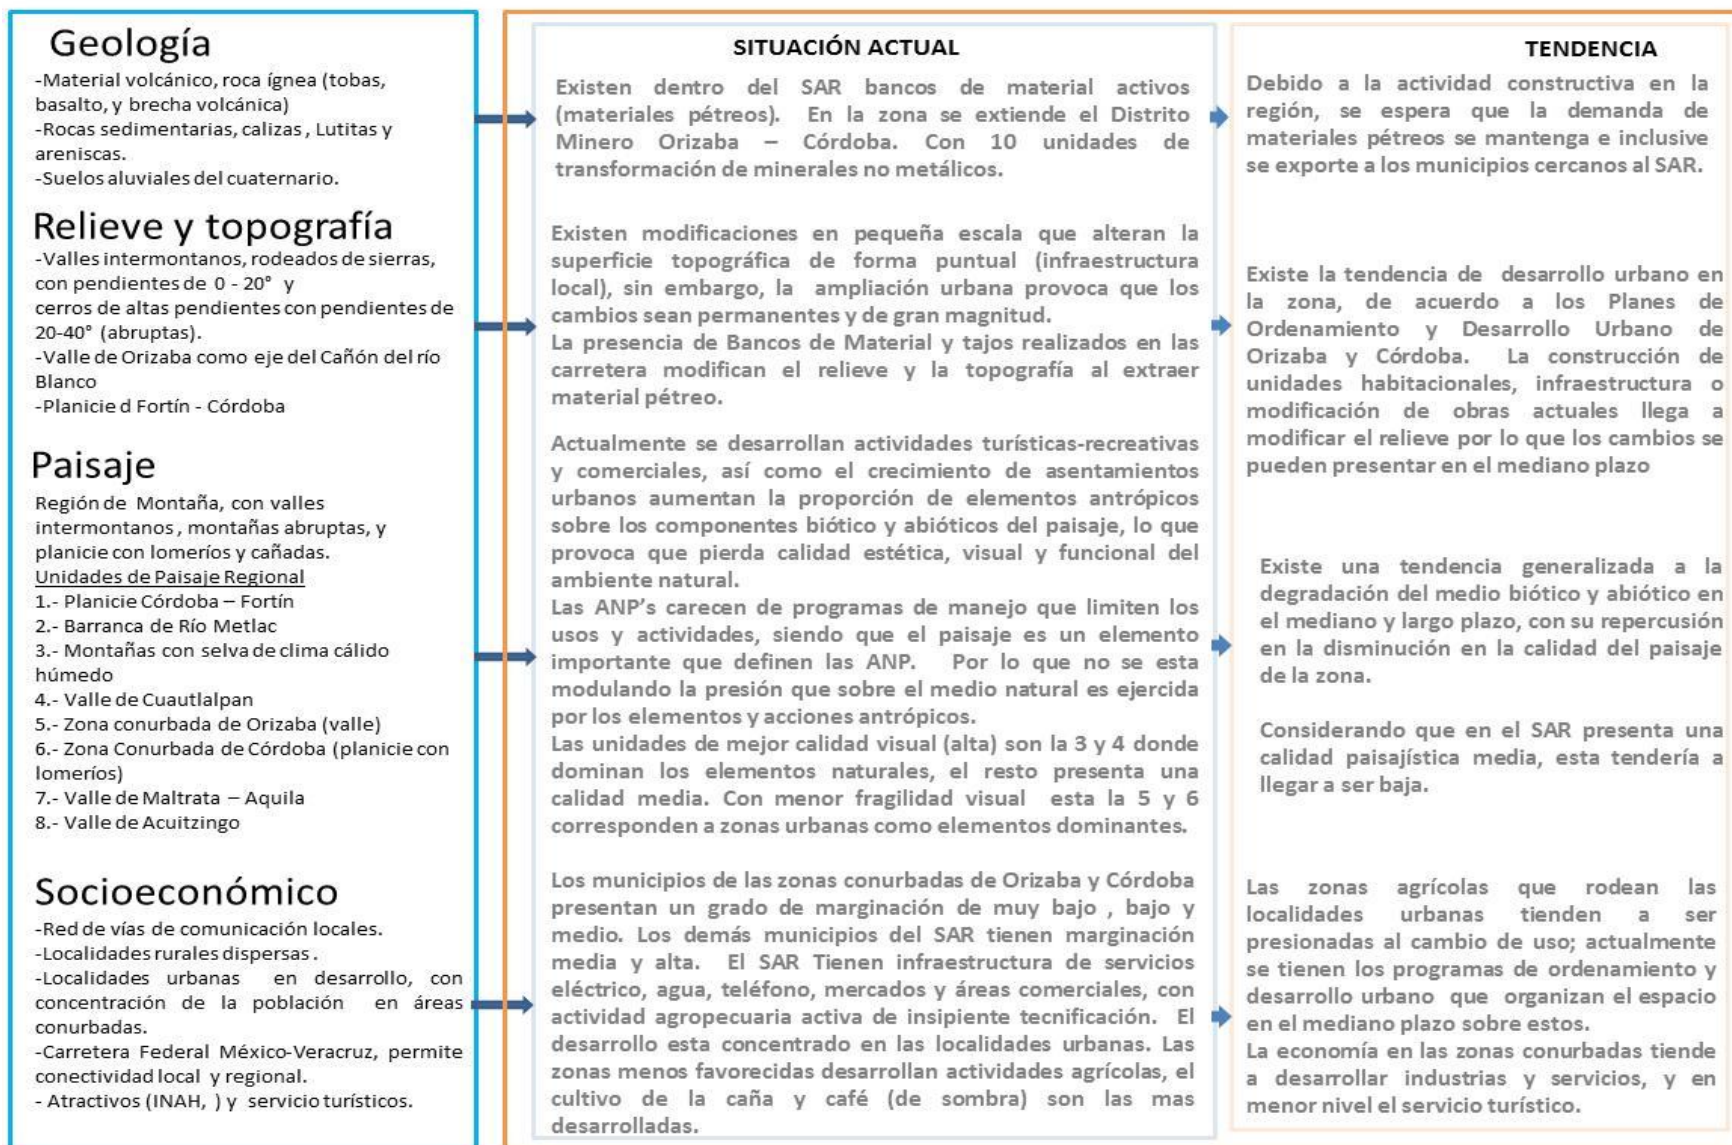 Geología
-Material volcánico, roca ígnea (tobas,
basalto, y brecha volcánica)
-Rocas sedimentarias, calizas , Lutitas y
areniscas.
-Suelos aluviales del cuaternario.
Relieve y topografía
-Valles intermontanos, rodeados de sierras,
con pendientes de 0 - 20° y
cerros de altas pendientes con pendientes de
20-40° (abruptas).
-Valle de Orizaba como eje del Cañón del río
Blanco
-Planicie d Fortín - Córdoba
Paisaje
Región de Montaña, con valles
intermontanos , montañas abruptas, y
planicie con lomeríos y cañadas.
Unidades de Paisaje Regional
1.- Planicie Córdoba – Fortín
2.- Barranca de Río Metlac
3.- Montañas con selva de clima cálido
húmedo
4.- Valle de Cuautlalpan
5.- Zona conurbada de Orizaba (valle)
6.- Zona Conurbada de Córdoba (planicie con
lomeríos)
7.- Valle de Maltrata – Aquila
8.- Valle de Acuitzingo
Socioeconómico
-Red de vías de comunicación locales.
-Localidades rurales dispersas .
-Localidades urbanas en desarrollo, con
concentración de la población en áreas
conurbadas.
-Carretera Federal México-Veracruz, permite
conectividad local y regional.
- Atractivos (INAH, ) y servicio turísticos.
SITUACIÓN ACTUAL
Existen dentro del SAR bancos de material activos
(materiales pétreos). En la zona se extiende el Distrito
Minero Orizaba – Córdoba. Con 10 unidades de
transformación de minerales no metálicos.
Existen modificaciones en pequeña escala que alteran la
superficie topográfica de forma puntual (infraestructura
local), sin embargo, la ampliación urbana provoca que los
cambios sean permanentes y de gran magnitud.
La presencia de Bancos de Material y tajos realizados en las
carretera modifican el relieve y la topografía al extraer
material pétreo.
Actualmente se desarrollan actividades turísticas-recreativas
y comerciales, así como el crecimiento de asentamientos
urbanos aumentan la proporción de elementos antrópicos
sobre los componentes biótico y abióticos del paisaje, lo que
provoca que pierda calidad estética, visual y funcional del
ambiente natural.
Las ANP's carecen de programas de manejo que limiten los
usos y actividades, siendo que el paisaje es un elemento
importante que definen las ANP. Por lo que no se esta
modulando la presión que sobre el medio natural es ejercida
por los elementos y acciones antrópicos.
Las unidades de mejor calidad visual (alta) son la 3 y 4 donde
dominan los elementos naturales, el resto presenta una
calidad media. Con menor fragilidad visual esta la 5 y 6
corresponden a zonas urbanas como elementos dominantes.
Los municipios de las zonas conurbadas de Orizaba y Córdoba
presentan un grado de marginación de muy bajo , bajo y
medio. Los demás municipios del SAR tienen marginación
media y alta. El SAR Tienen infraestructura de servicios
eléctrico, agua, teléfono, mercados y áreas comerciales, con
actividad agropecuaria activa de insipiente tecnificación. El
desarrollo esta concentrado en las localidades urbanas. Las
zonas menos favorecidas desarrollan actividades agrícolas, el
cultivo de la caña y café (de sombra) son las mas
desarrolladas.
TENDENCIA
Debido a la actividad constructiva en la
región, se espera que la demanda de
materiales pétreos se mantenga e inclusive
se exporte a los municipios cercanos al SAR.
Existe la tendencia de desarrollo urbano en
la zona, de acuerdo a los Planes de
Ordenamiento y Desarrollo Urbano de
Orizaba y Córdoba. La construcción de
unidades habitacionales, infraestructura o
modificación de obras actuales llega a
modificar el relieve por lo que los cambios se
pueden presentar en el mediano plazo
Existe una tendencia generalizada a la
degradación del medio biótico y abiótico en
el mediano y largo plazo, con su repercusión
en la disminución en la calidad del paisaje
de la zona.
Considerando que en el SAR presenta una
calidad paisajística media, esta tendería a
llegar a ser baja.
Las zonas agrícolas que rodean las
localidades urbanas tienden a ser
presionadas al cambio de uso; actualmente
se tienen los programas de ordenamiento y
desarrollo urbano que organizan el espacio
en el mediano plazo sobre estos.
La economía en las zonas conurbadas tiende
a desarrollar industrias y servicios, y en
menor nivel el servicio turístico.